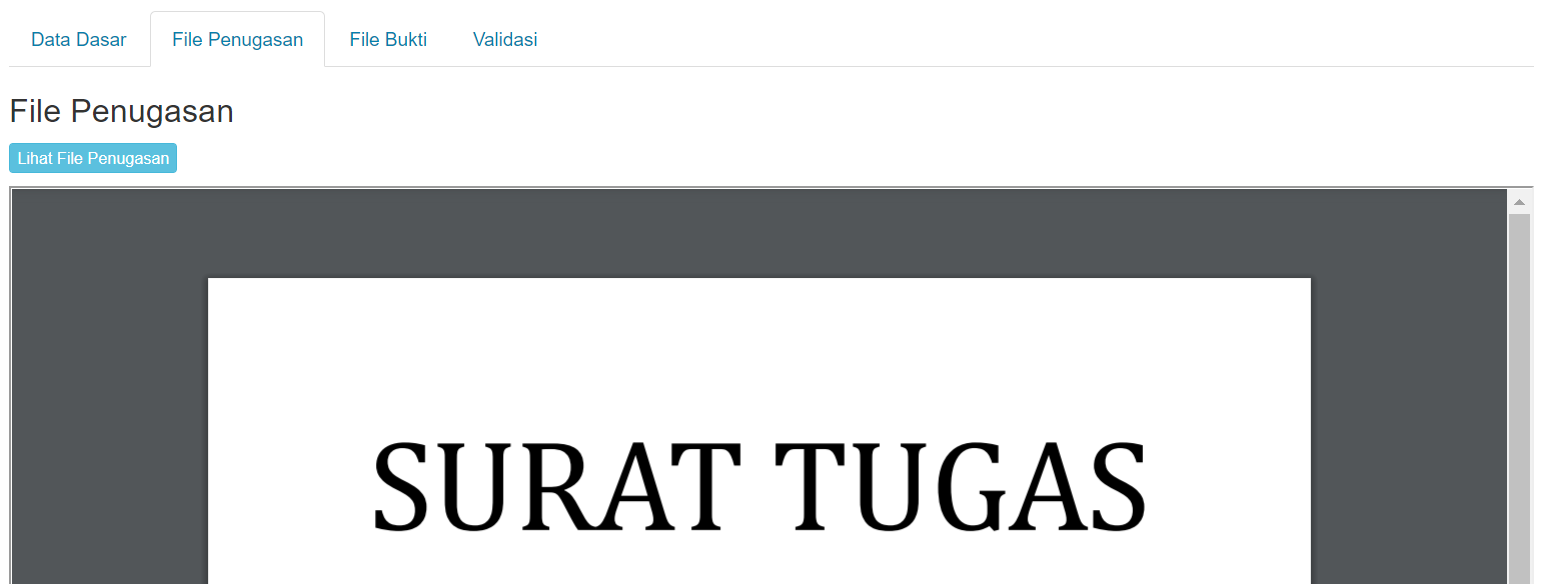 Data Dasar File Penugasan File Bukti Validasi
File Penugasan
Lihat File Penugasan
SURAT TUGAS